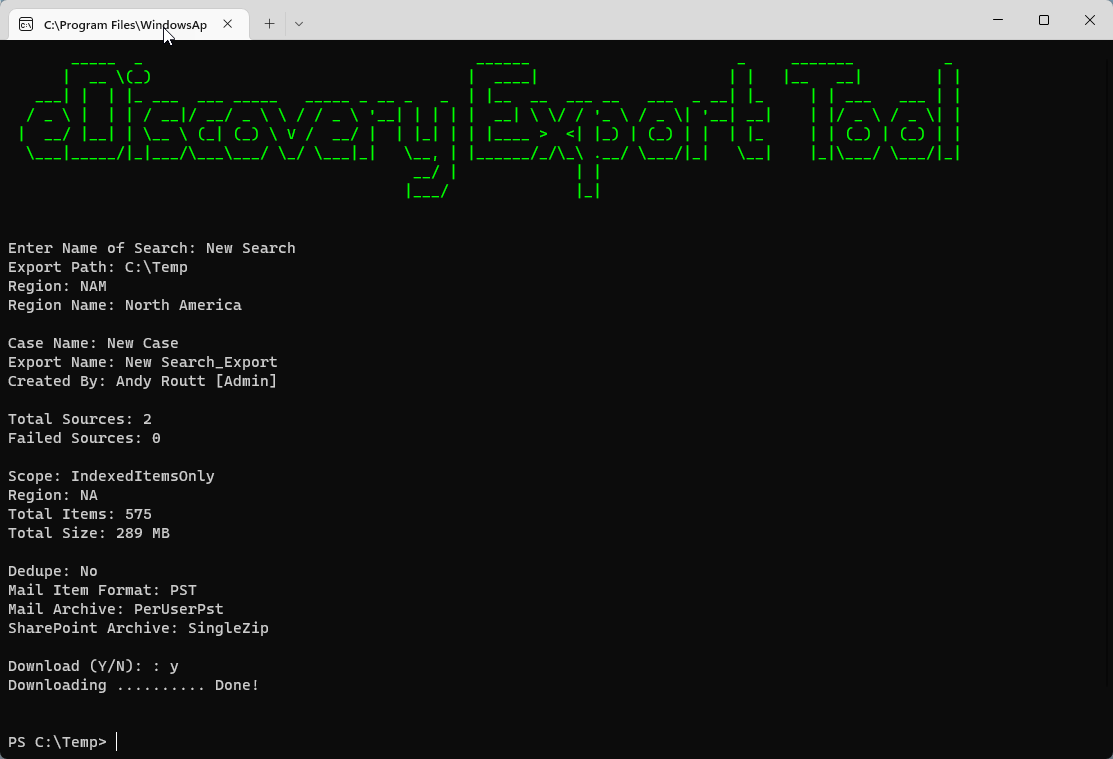 C:\Program Files\WindowsAp
eDiscovery Export Tool
Enter Name of Search: New Search
Export Path: C:\Temp
Region: NAM
Region Name: North America
Case Name: New Case
Export Name: New Search_Export
Created By: Andy Routt [Admin]
Total Sources: 2
Failed Sources: 0
Scope: IndexedItemsOnly
Region: NA
Total Items: 575
Total Size: 289 MB
Dedupe: No
Mail Item Format: PST
Mail Archive: PerUserPst
SharePoint Archive: SingleZip
Download (Y/N): : y
Downloading .......... Done!
PS C:\Temp>